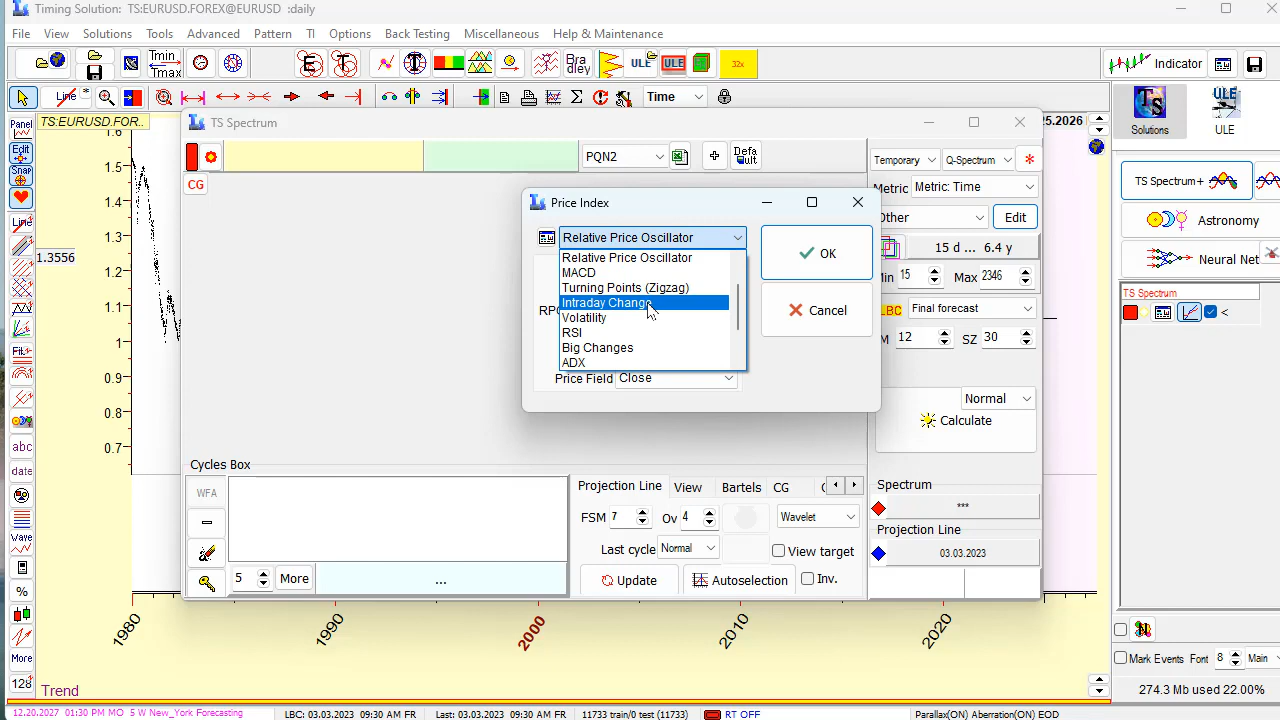 Timing Solution: TS:EURUSD.FOREX@EURUSD :daily
File View Solutions Tools Advanced Pattern TI Options Back Testing Miscellaneous Help & Maintenance
Tmin
Tmax
Bra
dley
ULE
ULE
32x
Indicator
Line
Time
TS
ULE
Solutions
ULE
Panel
TS:EURUSD.FOR..
TS Spectrum
25.2026
Edit
Snap
1.6
1.5
1.3556
1
0.9
0.8
0.7
PQN2
Defa
ult
CG
Temporary
Q-Spectrum
Metric
Metric: Time
Other
Edit
15 d ... 6.4 y
Min 15 Max 2346
LBC
Final forecast
12 SZ 30
Normal
Calculate
Spectrum
***
Projection Line
03.03.2023
Price Index
Relative Price Oscillator
Relative Price Oscillator
MACD
Turning Points (Zigzag)
Intraday Change
Volatility
RSI
Big Changes
ADX
Price Field Close
OK
Cancel
TS Spectrum+
Astronomy
Neural Net
TS Spectrum
<
Line
Fil..
abc
date
Wave
%
More
123
Cycles Box
WFA
5 More ...
Projection Line View Bartels CG
FSM 7 Ov 4 Wavelet
Last cycle Normal View target
Update Autoselection Inv.
1980 1990 2000 2010 2020
Trend
Mark Events Font 8 Main
274.3 Mb used 22.00%
12.20.2027 01:30 PM MO 5 W New_York Forecasting LBC: 03.03.2023 09:30 AM FR Last: 03.03.2023 09:30 AM FR 11733 train/0 test (11733) RT OFF Parallax(ON) Aberration(ON) EOD